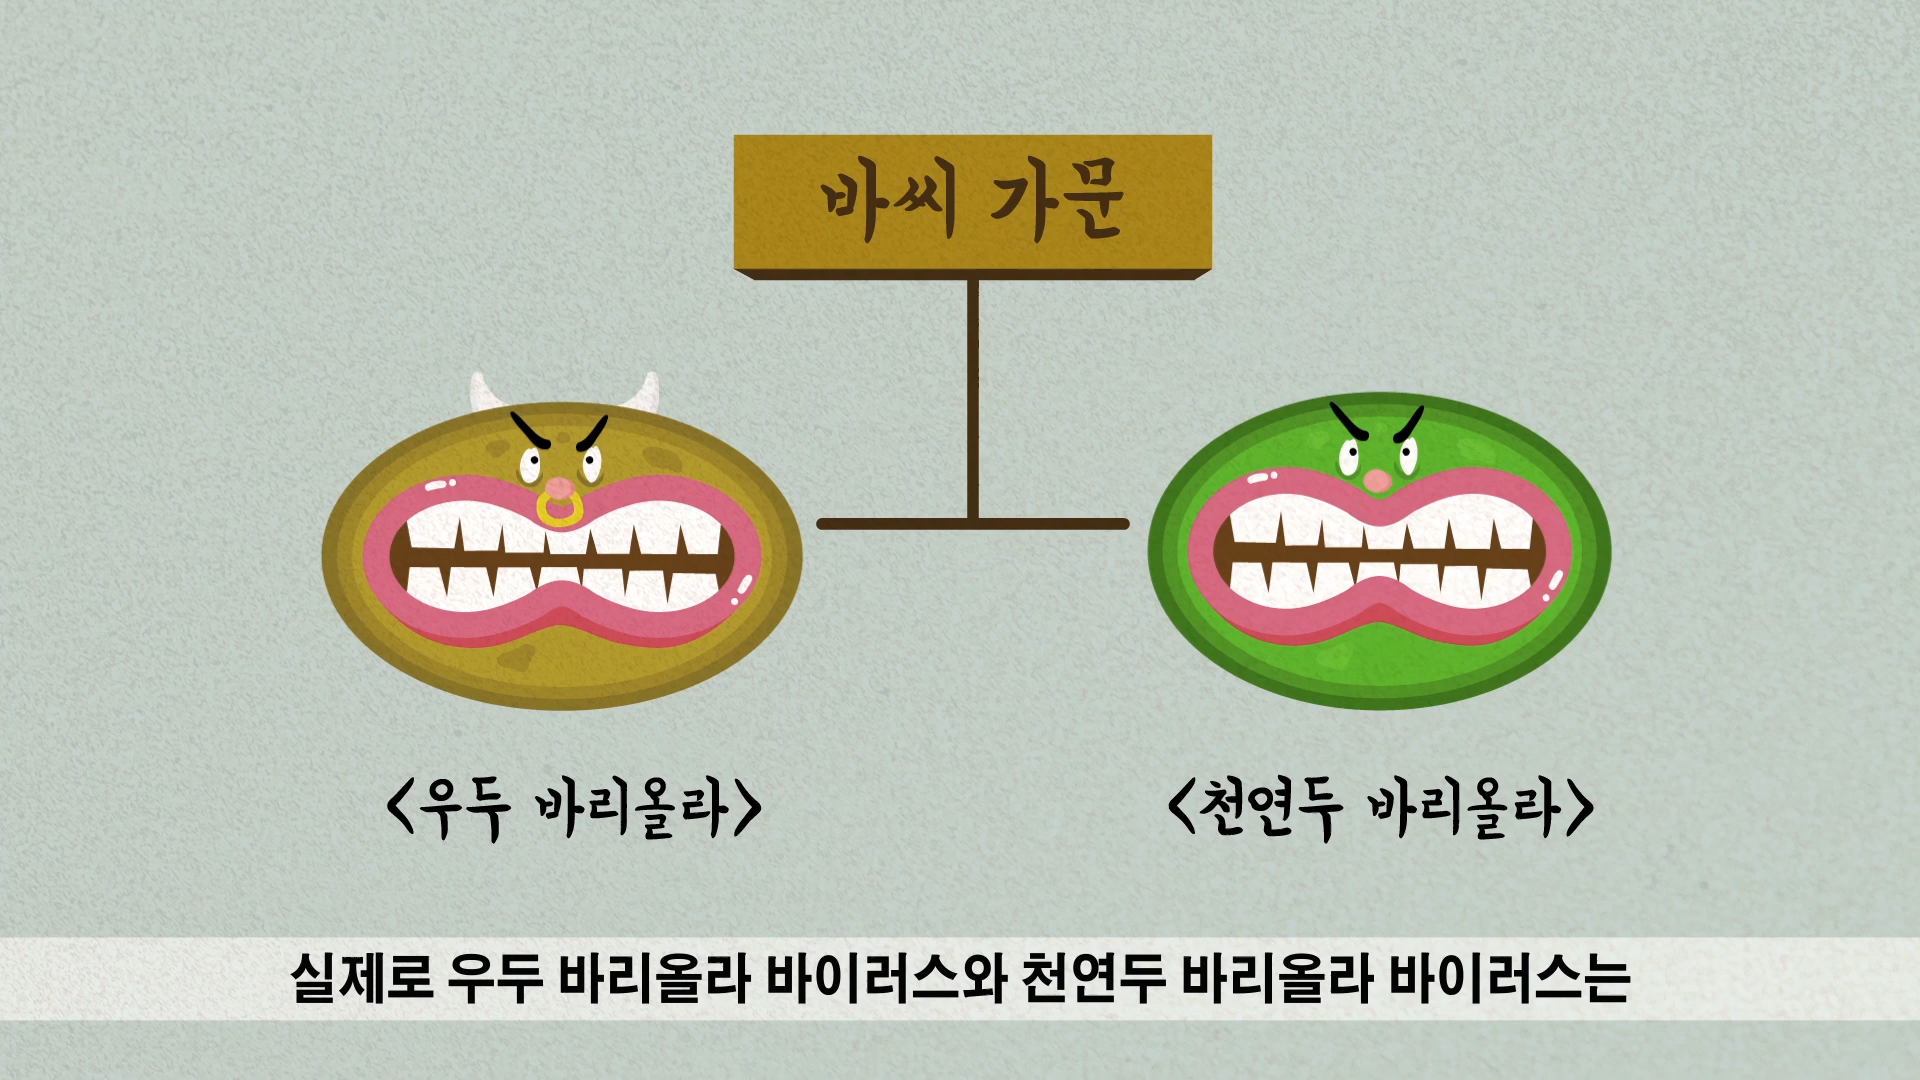 바씨 가문
<우두 바리올라>
<천연두 바리올라>
실제로 우두 바리올라 바이러스와 천연두 바리올라 바이러스는